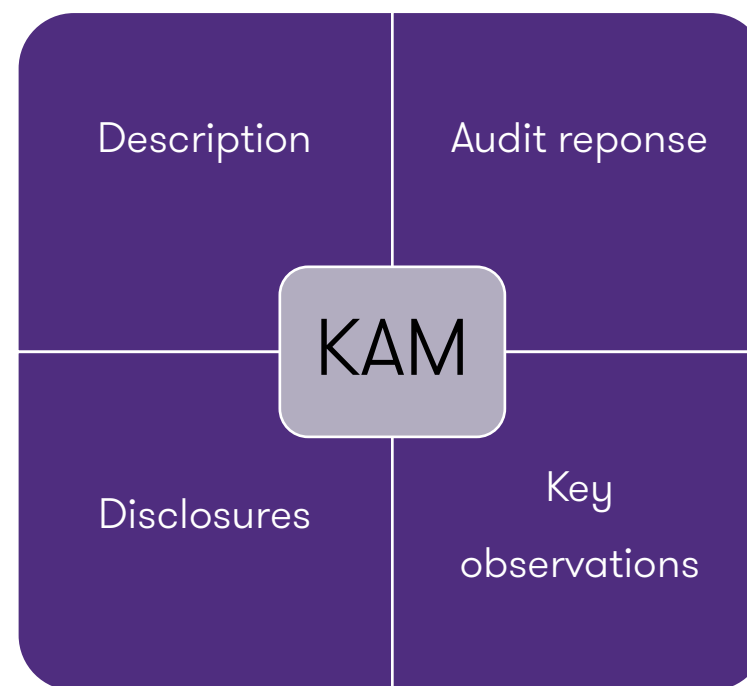 Description
Audit reponse
KAM
Disclosures
Key
observations